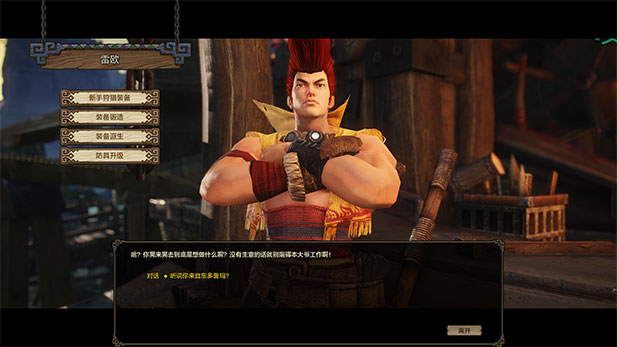 雷欧
新手狩猎装备
装备锻造
装备派生
防具升级
哈？你晃来晃去到底是想做什么啊？没有生意的话就别妨碍本大爷工作啊！
对话 ◆ 听说你来自东多鲁玛？
离开